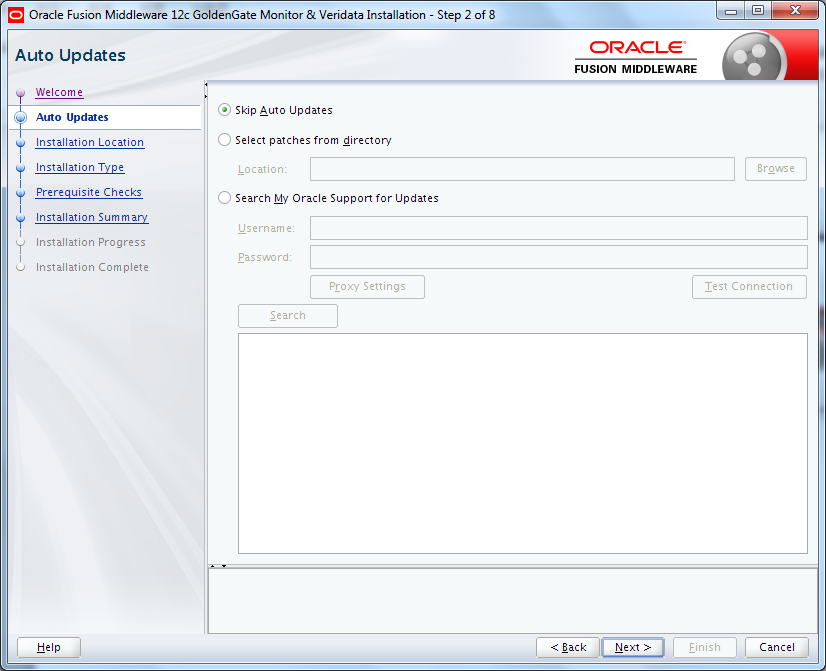 Oracle Fusion Middleware 12c GoldenGate Monitor & Veridata Installation - Step 2 of 8
Auto Updates
ORACLE®
FUSION MIDDLEWARE
Welcome
Auto Updates
Installation Location
Installation Type
Prerequisite Checks
Installation Summary
Installation Progress
Installation Complete
Skip Auto Updates
Select patches from directory
Location:
Browse
Search My Oracle Support for Updates
Username:
Password:
Proxy Settings
Test Connection
Search
Help
< Back
Next >
Finish
Cancel